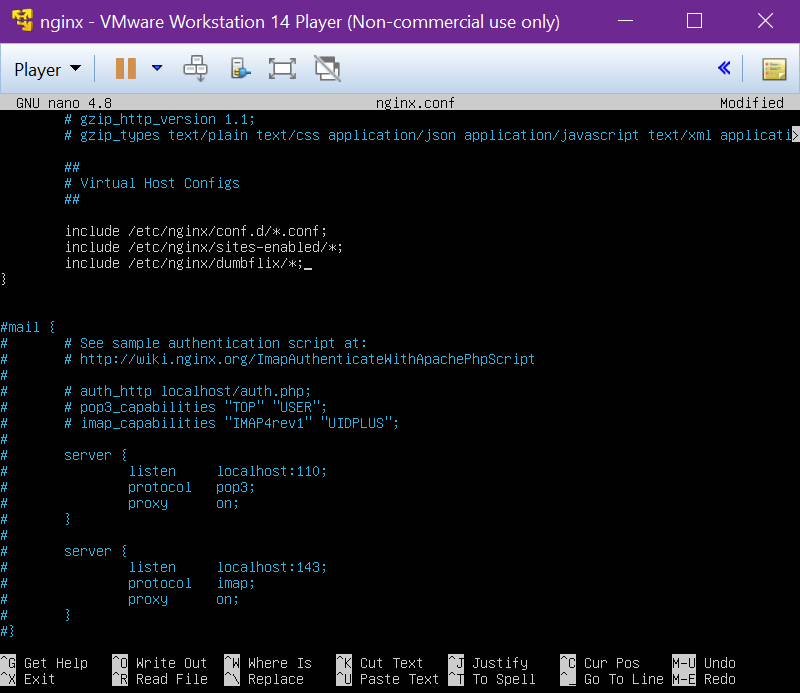 nginx - VMware Workstation 14 Player (Non-commercial use only)
Player
GNU nano 4.8 nginx.conf Modified
# gzip_http_version 1.1;
# gzip_types text/plain text/css application/json application/javascript text/xml applicati>
##
# Virtual Host Configs
##
include /etc/nginx/conf.d/*.conf;
include /etc/nginx/sites-enabled/*;
include /etc/nginx/dumbflix/*;_
}
#mail {
# # See sample authentication script at:
# # http://wiki.nginx.org/ImapAuthenticateWithApachePhpScript
#
# # auth_http localhost/auth.php;
# # pop3_capabilities "TOP" "USER";
# # imap_capabilities "IMAP4rev1" "UIDPLUS";
#
# server {
# listen localhost:110;
# protocol pop3;
# proxy on;
# }
#
# server {
# listen localhost:143;
# protocol imap;
# proxy on;
# }
#}
^G Get Help ^O Write Out ^W Where Is ^K Cut Text ^J Justify ^C Cur Pos M-U Undo
^X Exit ^R Read File ^\ Replace ^U Paste Text ^T To Spell ^_ Go To Line M-E Redo